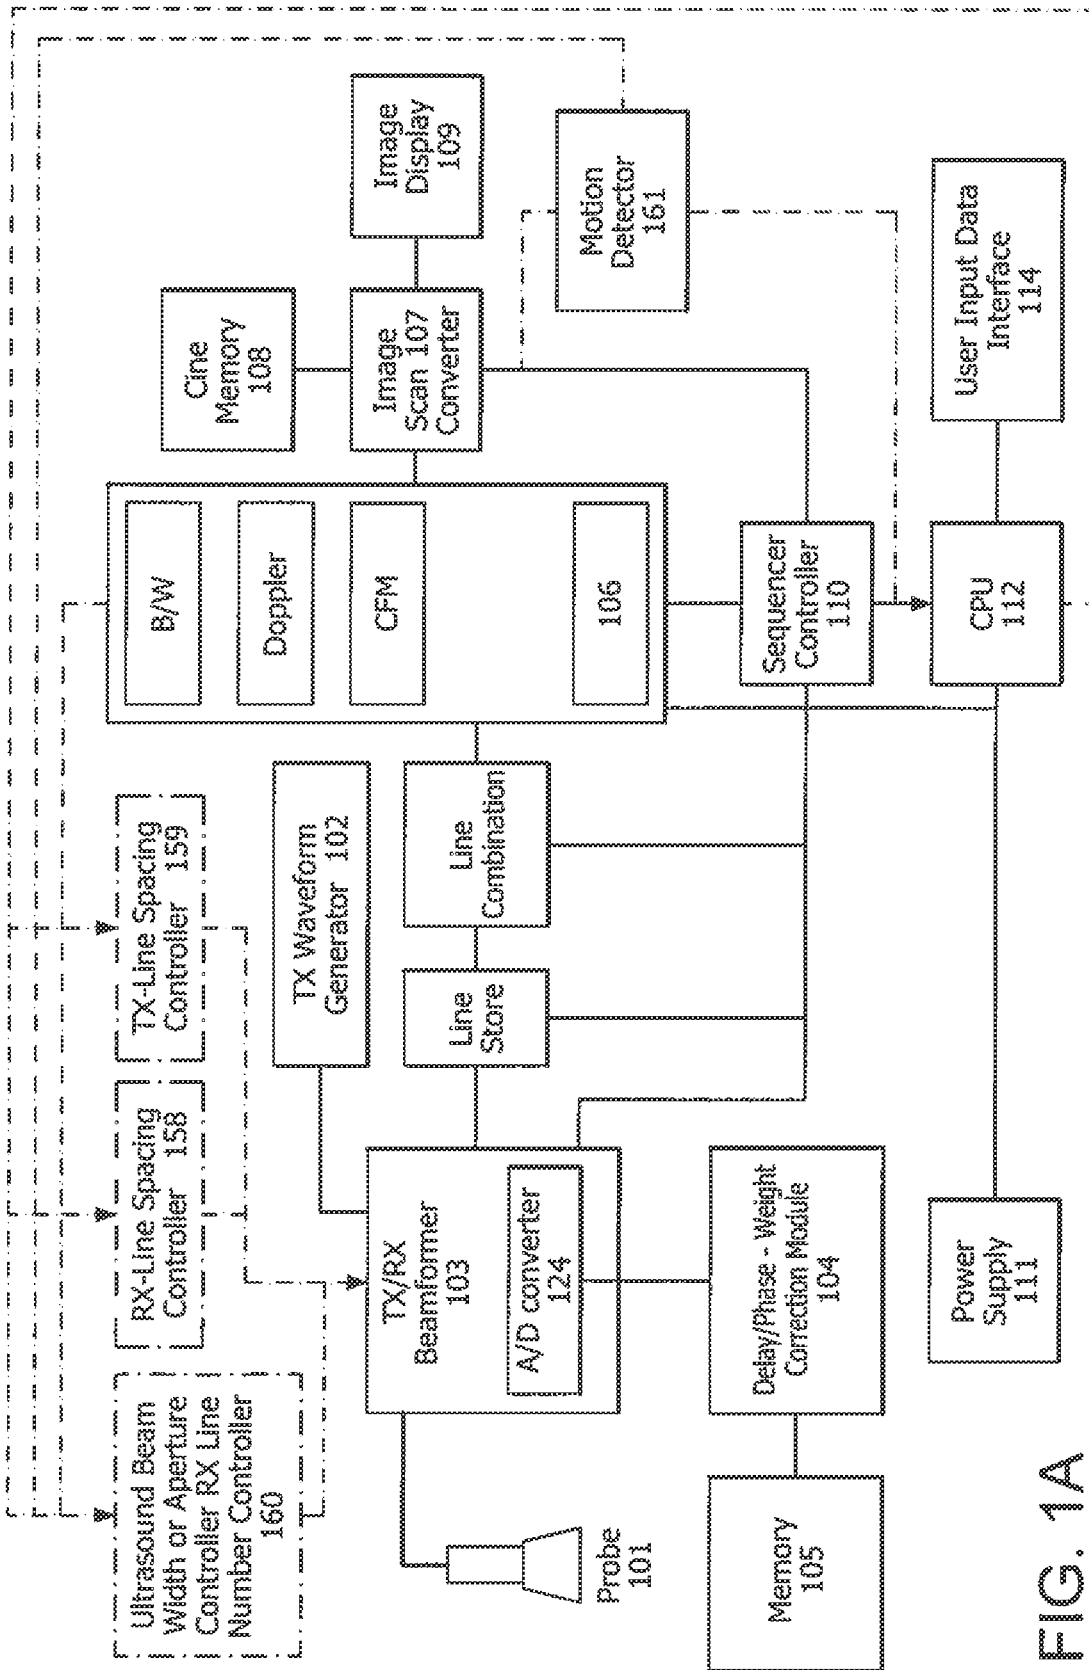 Ultrasound Beam
Width or Aperture
Controller RX Line
Number Controller
160
RX-Line Spacing
Controller 158
TX-Line Spacing
Controller 159
TX Waveform
Generator 102
Probe
101
TX/RX
Beamformer
103
A/D converter
124
Line
Store
Line
Combination
B/W
Doppler
CFM
106
Cine
Memory
108
Image
Scan 107
Converter
Image
Display
109
Motion
Detector
161
Memory
105
Delay/Phase - Weight
Correction Module
104
Sequencer
Controller
110
Power
Supply
111
CPU
112
User Input Data
Interface
114
FIG. 1A